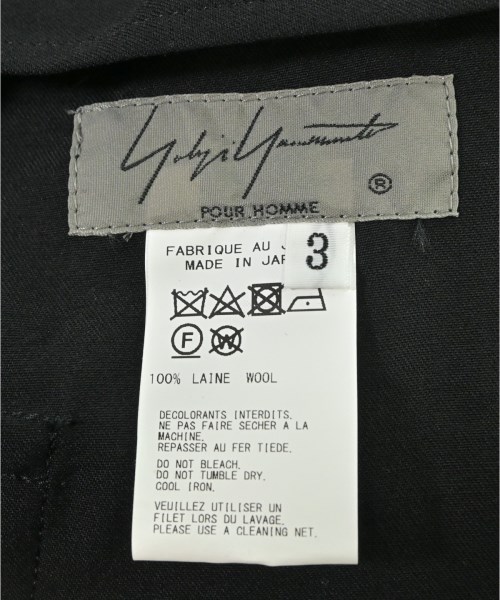 Yohji Yamamoto
®
POUR HOMME
FABRIQUE AU J
MADE IN JAP
3
F
W
100% LAINE WOOL
DECOLORANTS INTERDITS.
NE PAS FAIRE SECHER A LA
MACHINE.
REPASSER AU FER TIEDE.
DO NOT BLEACH.
DO NOT TUMBLE DRY.
COOL IRON.
VEUILLEZ UTILISER UN
FILET LORS DU LAVAGE.
PLEASE USE A CLEANING NET.